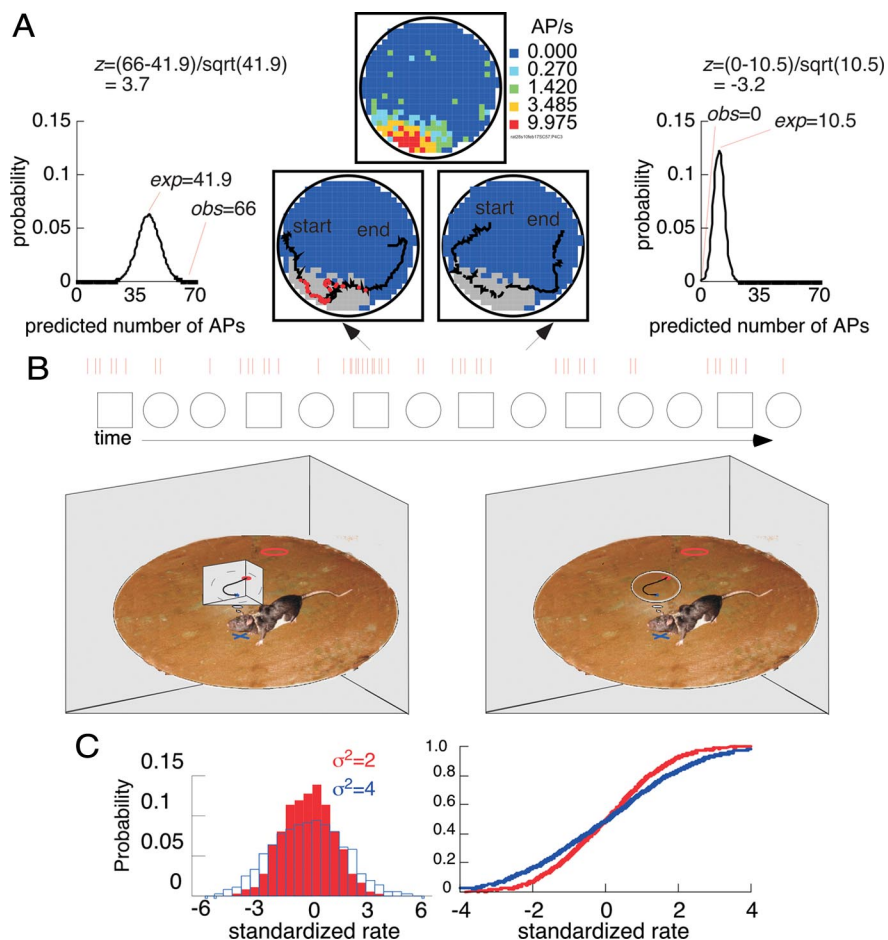 A
z=(66-41.9)/sqrt(41.9)
= 3.7
0.15
0.1
0.05
0
probability
exp=41.9
obs=66
0 35 70
predicted number of APs
AP/s
0.000
0.270
1.420
3.485
9.975
start
end
start
end
z=(0-10.5)/sqrt(10.5)
= -3.2
obs=0
exp=10.5
0.15
0.1
0.05
0
probability
0 35 70
predicted number of APs
B
time
C
Probability
0.15
0.1
0.05
0
σ²=2
σ²=4
-6 -3 0 3 6
standardized rate
1.0
0.8
0.6
0.4
0.2
0
-4 -2 0 2 4
standardized rate